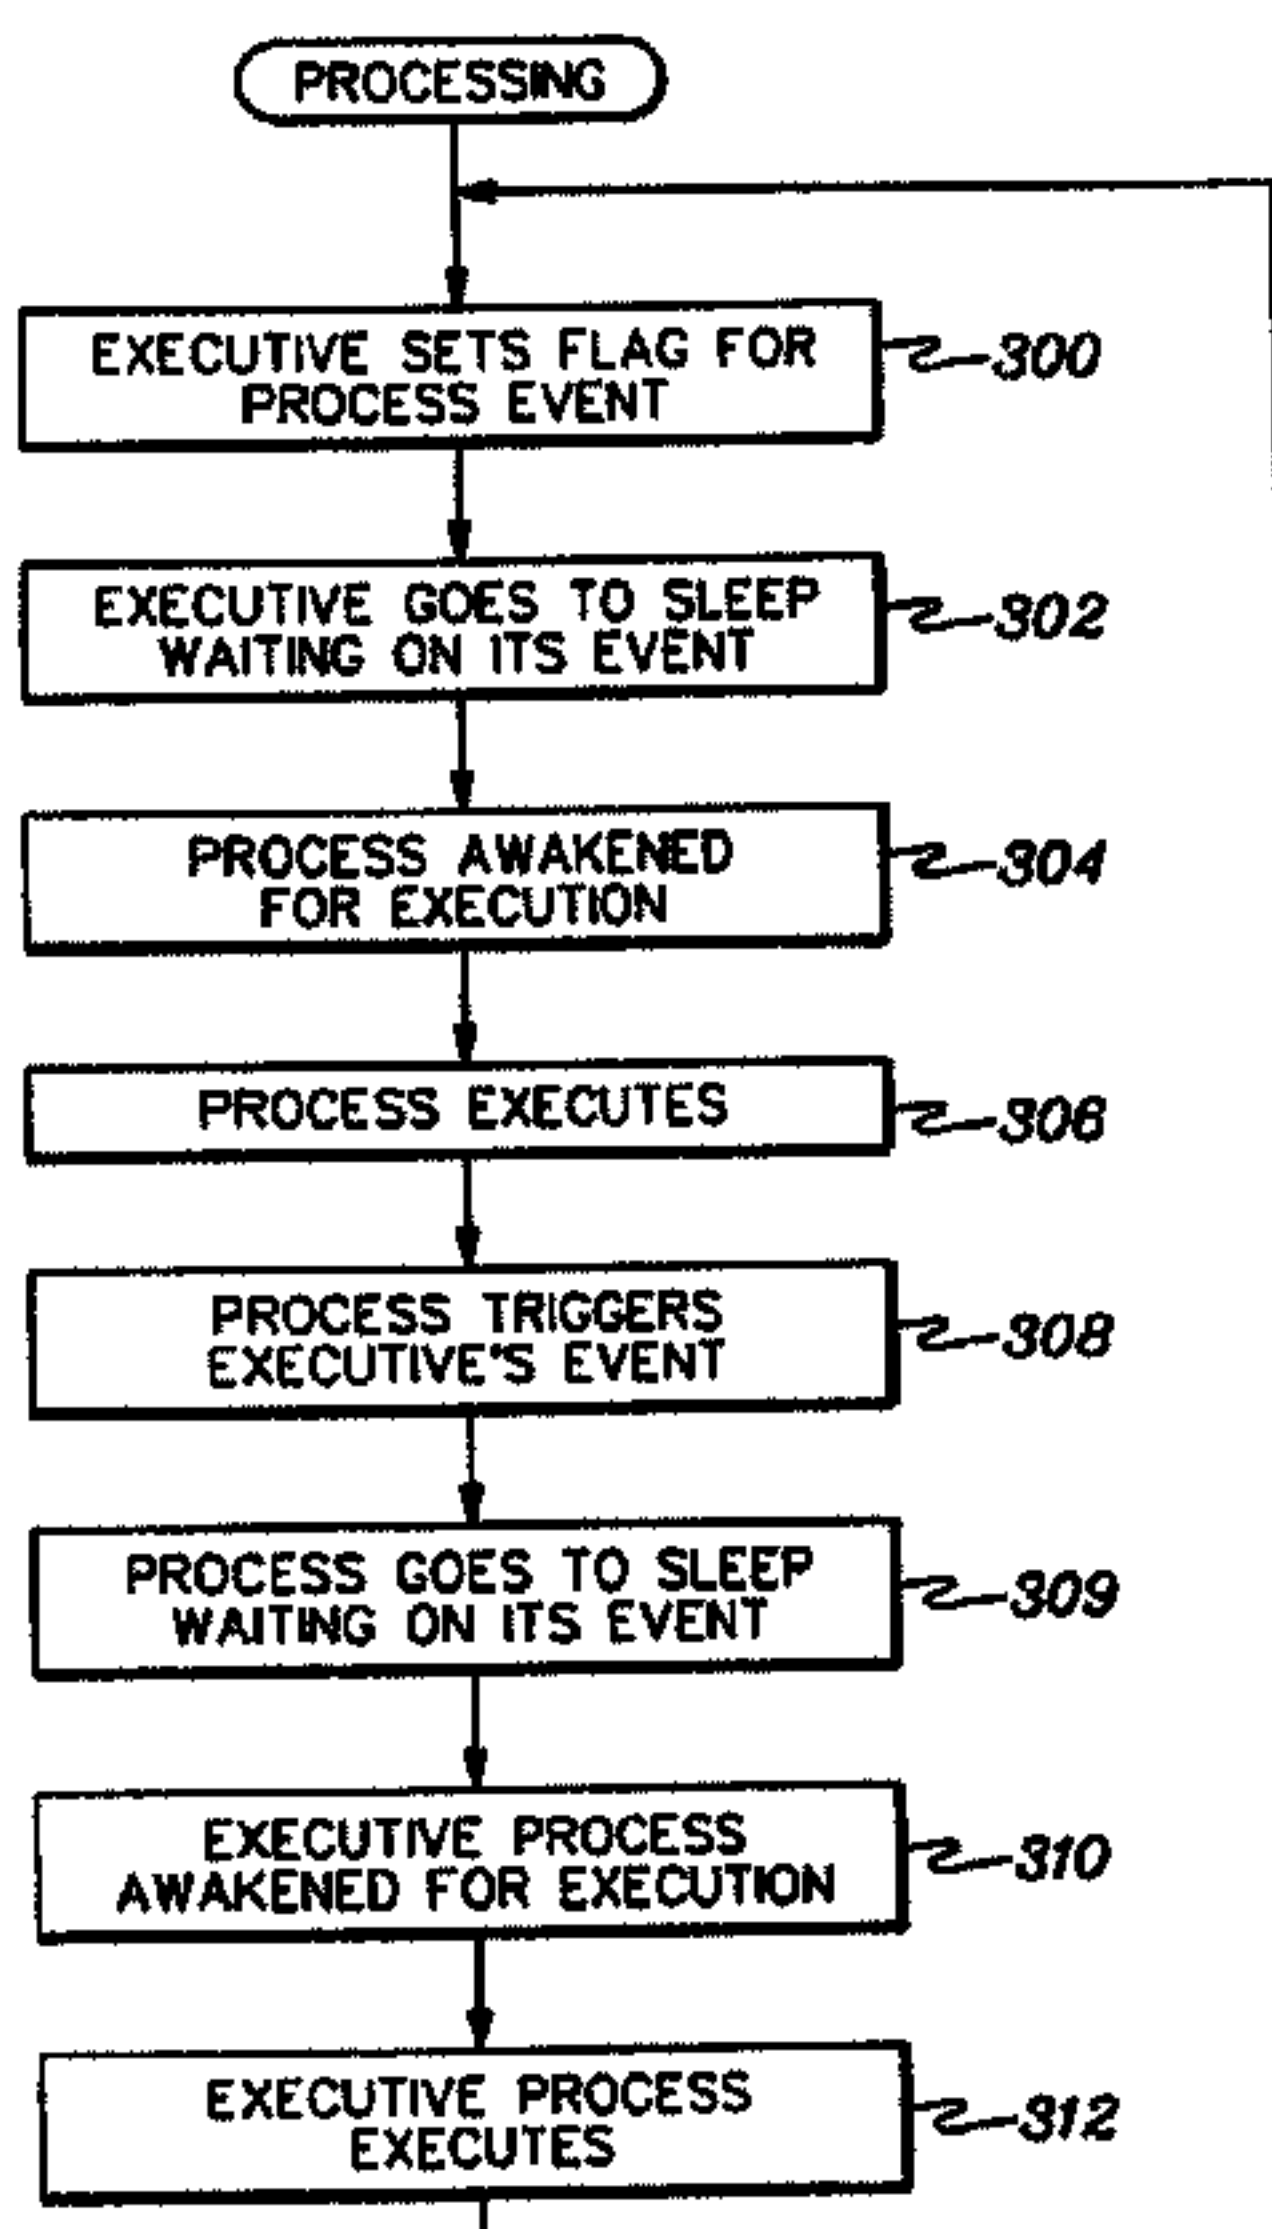 PROCESSING
EXECUTIVE SETS FLAG FOR
PROCESS EVENT
300
EXECUTIVE GOES TO SLEEP
WAITING ON ITS EVENT
302
PROCESS AWAKENED
FOR EXECUTION
304
PROCESS EXECUTES
306
PROCESS TRIGGERS
EXECUTIVE'S EVENT
308
PROCESS GOES TO SLEEP
WAITING ON ITS EVENT
309
EXECUTIVE PROCESS
AWAKENED FOR EXECUTION
310
EXECUTIVE PROCESS
EXECUTES
312